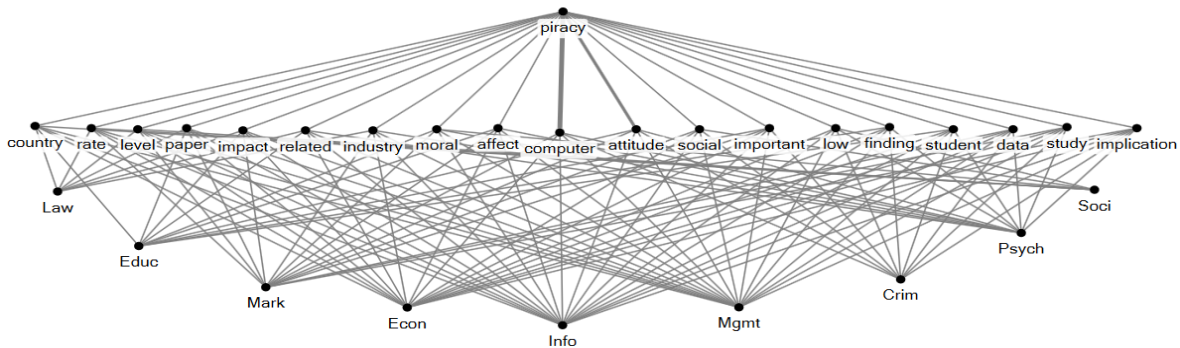 piracy
country rate level paper impact related industry moral affect computer attitude social important low finding student data study implication
Law
Soci
Educ
Psych
Mark
Crim
Econ
Mgmt
Info